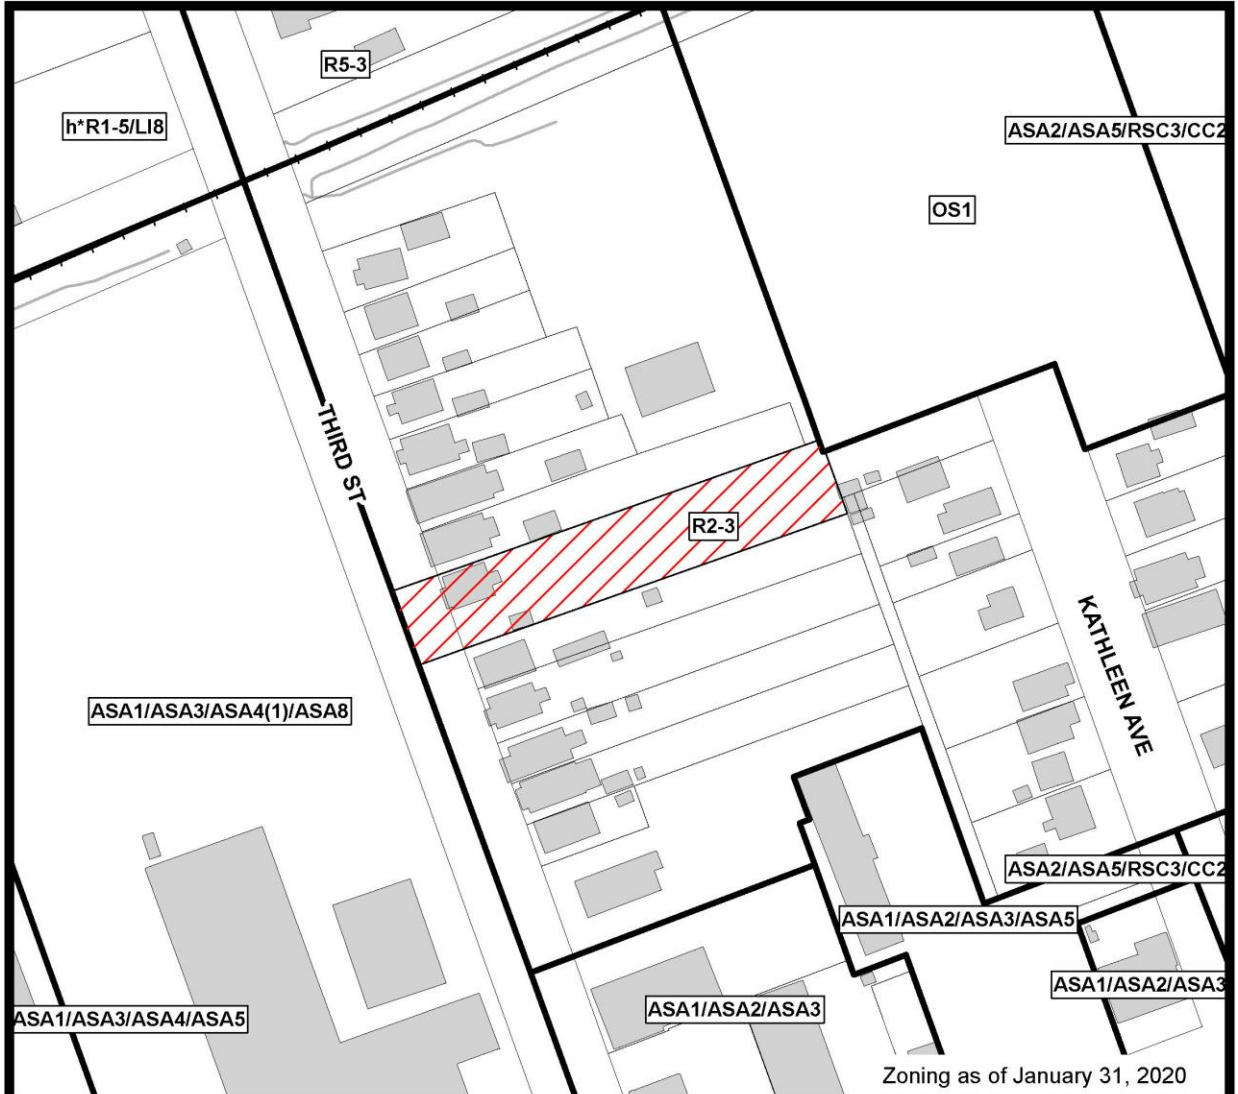 R5-3
h*R1-5/LI8
ASA2/ASA5/RSC3/CC2
OS1
THIRD ST
R2-3
KATHLEEN AVE
ASA1/ASA3/ASA4(1)/ASA8
ASA2/ASA5/RSC3/CC2
ASA1/ASA2/ASA3/ASA5
ASA1/ASA2/ASA3
ASA1/ASA2/ASA3
ASA1/ASA3/ASA4/ASA5
Zoning as of January 31, 2020